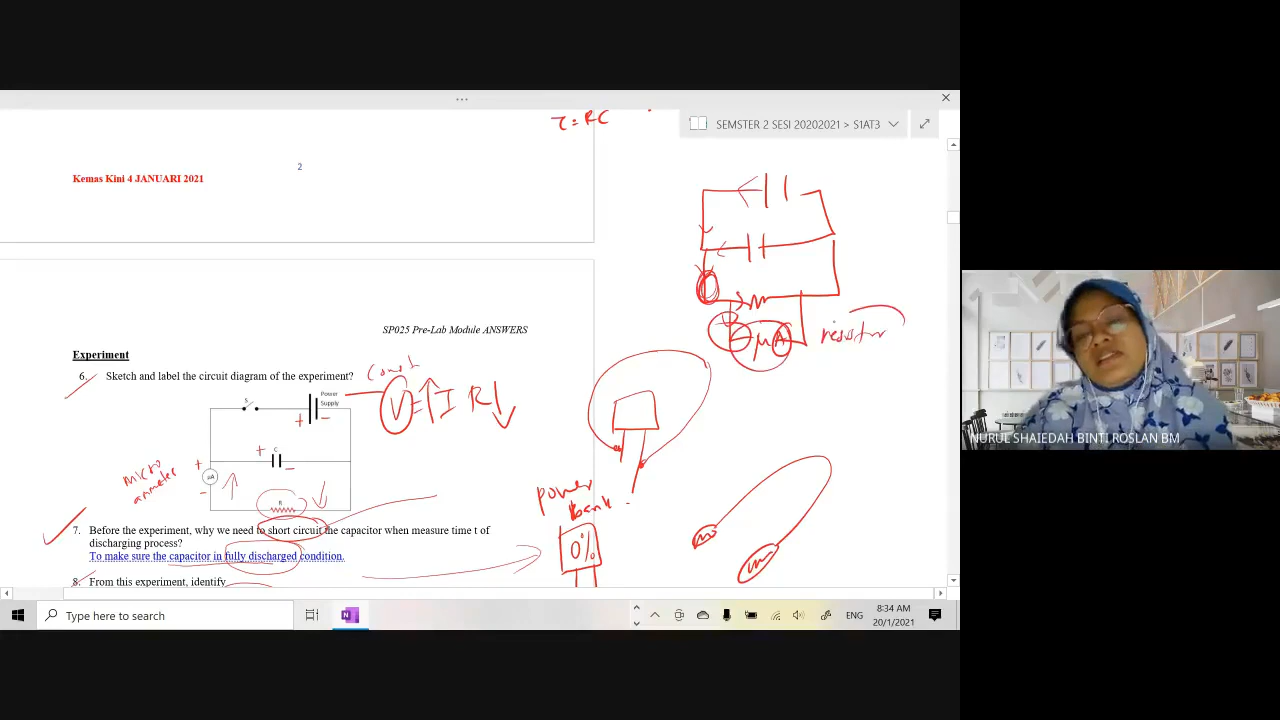 τ = RC
SEMSTER 2 SESI 20202021 > S1AT3
2
Kemas Kini 4 JANUARI 2021
SP025 Pre-Lab Module ANSWERS
Experiment
6. Sketch and label the circuit diagram of the experiment?
const
V = I R
S
Power
Supply
+ -
+ C -
micro
ammeter
+
µA
-
R
µA
resistor
7. Before the experiment, why we need to short circuit the capacitor when measure time t of
discharging process?
To make sure the capacitor in fully discharged condition.
8. From this experiment, identify
power
bank
0%
NURUL SHAIEDAH BINTI ROSLAN BM
Type here to search
ENG
8:34 AM
20/1/2021